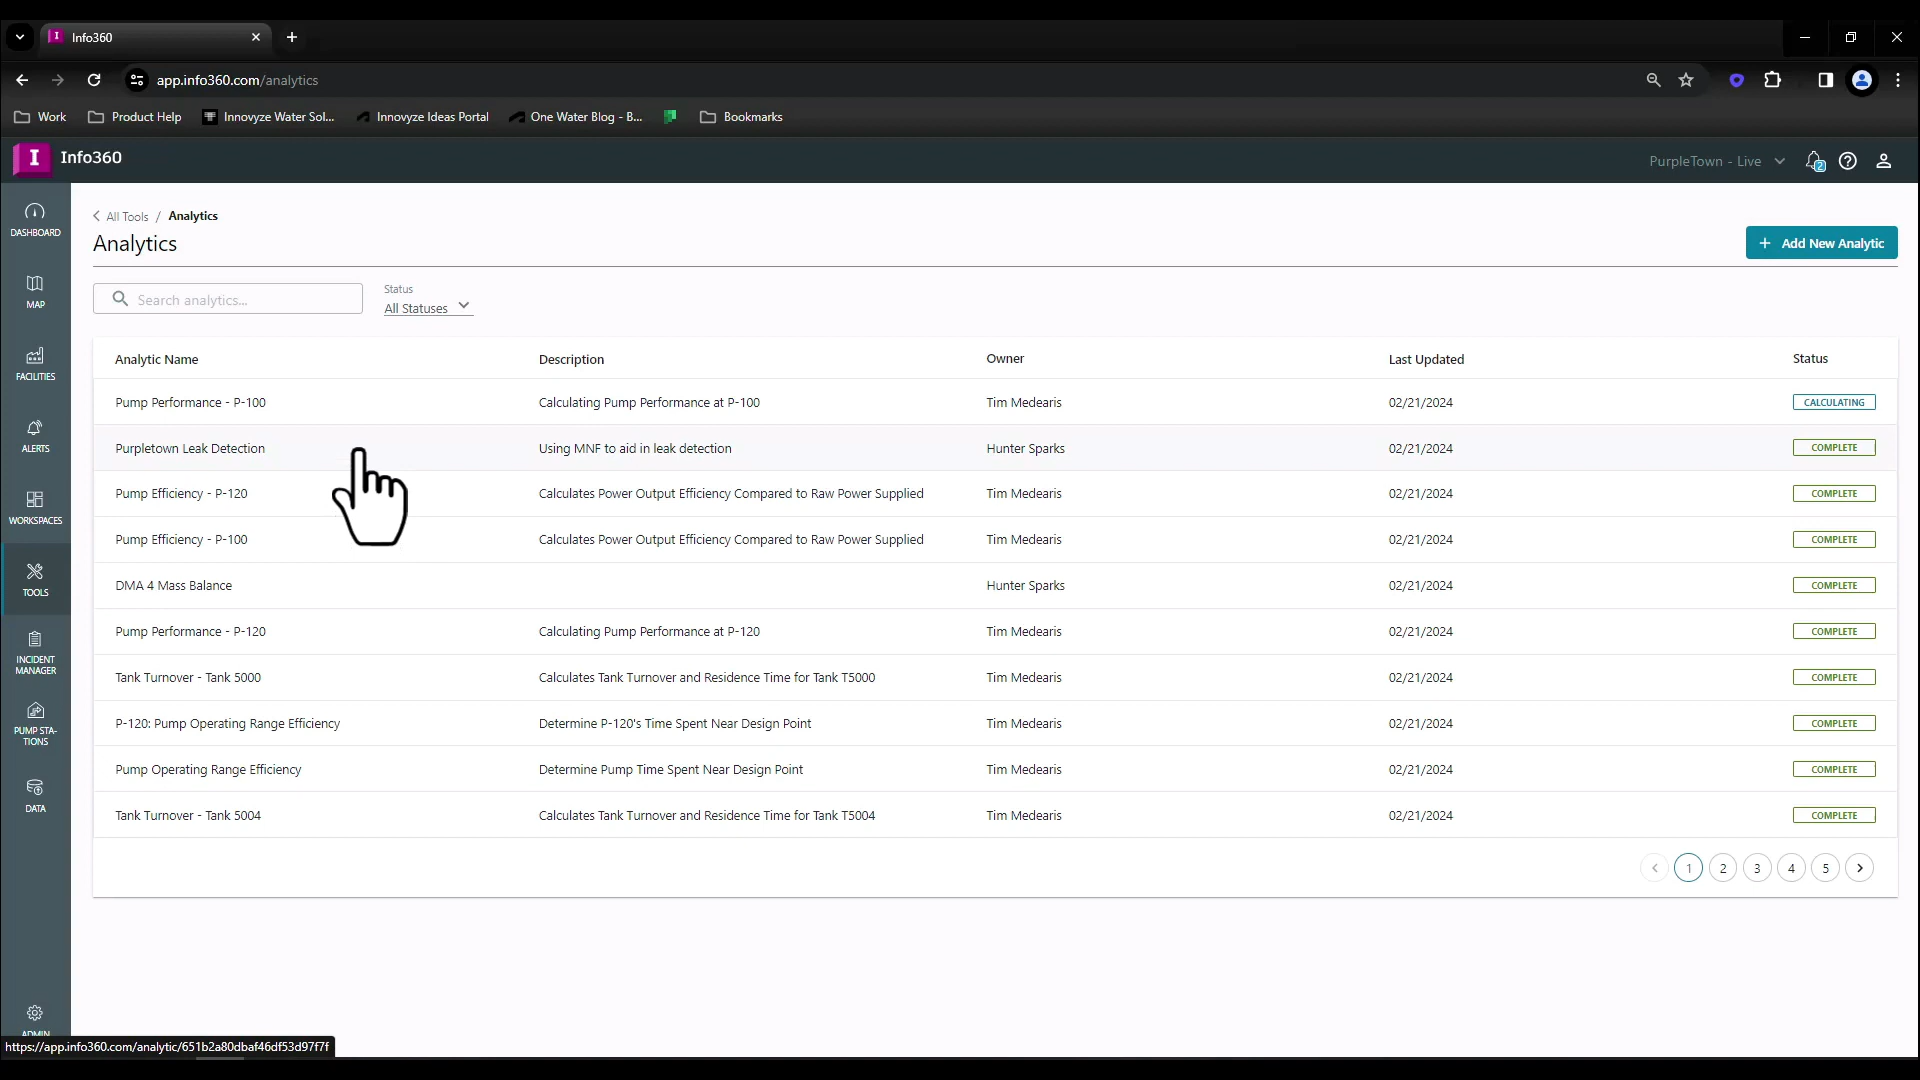 Info360
app.info360.com/analytics
Work
Product Help
Innovyze Water Sol...
Innovyze Ideas Portal
One Water Blog - B...
Bookmarks
I
Info360
PurpleTown - Live
2
DASHBOARD
MAP
FACILITIES
ALERTS
WORKSPACES
TOOLS
INCIDENT
MANAGER
PUMP STA-
TIONS
DATA
ADMIN
All Tools / Analytics
Analytics
+ Add New Analytic
Search analytics...
Status
All Statuses
Analytic Name Description Owner Last Updated Status
Pump Performance - P-100 Calculating Pump Performance at P-100 Tim Medearis 02/21/2024 CALCULATING
Purpletown Leak Detection Using MNF to aid in leak detection Hunter Sparks 02/21/2024 COMPLETE
Pump Efficiency - P-120 Calculates Power Output Efficiency Compared to Raw Power Supplied Tim Medearis 02/21/2024 COMPLETE
Pump Efficiency - P-100 Calculates Power Output Efficiency Compared to Raw Power Supplied Tim Medearis 02/21/2024 COMPLETE
DMA 4 Mass Balance Hunter Sparks 02/21/2024 COMPLETE
Pump Performance - P-120 Calculating Pump Performance at P-120 Tim Medearis 02/21/2024 COMPLETE
Tank Turnover - Tank 5000 Calculates Tank Turnover and Residence Time for Tank T5000 Tim Medearis 02/21/2024 COMPLETE
P-120: Pump Operating Range Efficiency Determine P-120's Time Spent Near Design Point Tim Medearis 02/21/2024 COMPLETE
Pump Operating Range Efficiency Determine Pump Time Spent Near Design Point Tim Medearis 02/21/2024 COMPLETE
Tank Turnover - Tank 5004 Calculates Tank Turnover and Residence Time for Tank T5004 Tim Medearis 02/21/2024 COMPLETE
1 2 3 4 5
https://app.info360.com/analytic/651b2a80dbaf46df53d97f7f